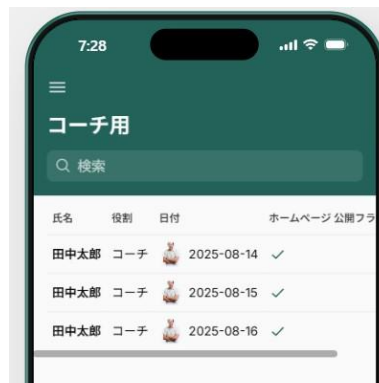 7:28
コーチ用
検索
氏名 役割 日付 ホームページ 公開フラ
田中太郎 コーチ 2025-08-14
田中太郎 コーチ 2025-08-15
田中太郎 コーチ 2025-08-16